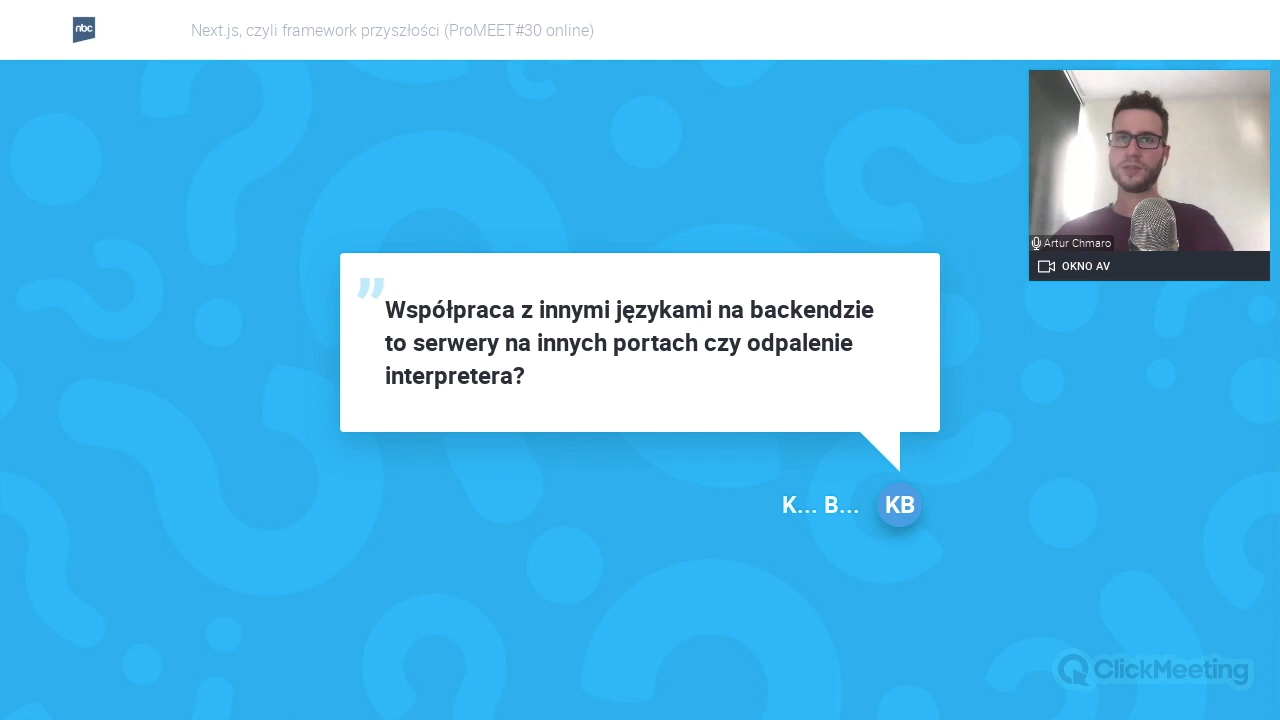 nbc
Next.js, czyli framework przyszłości (ProMEET#30 online)
Artur Chmaro
OKNO AV
”
Współpraca z innymi językami na backendzie
to serwery na innych portach czy odpalenie
interpretera?
K... B... KB
ClickMeeting